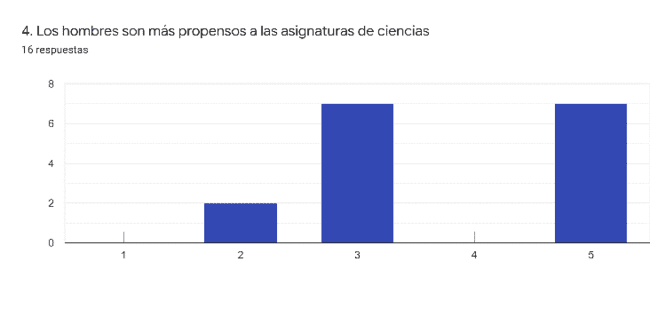 4. Los hombres son más propensos a las asignaturas de ciencias
16 respuestas
8
6
4
2
0
1 2 3 4 5